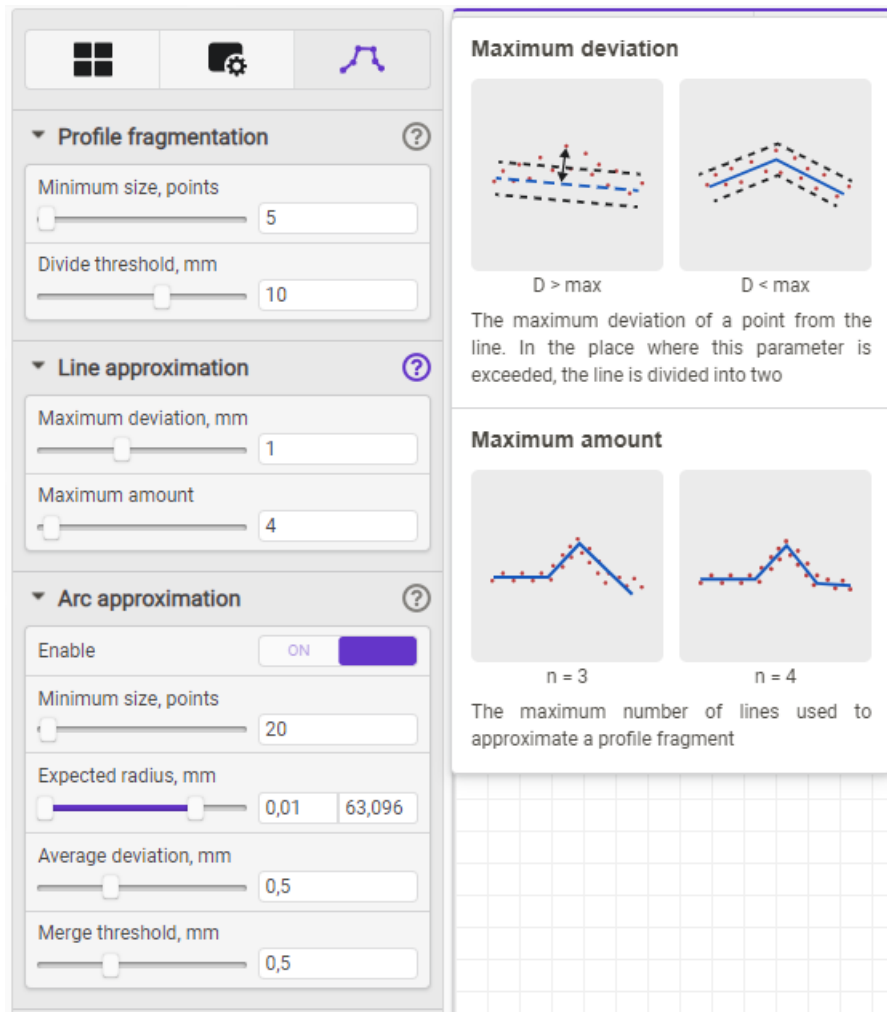 Profile fragmentation
?
Minimum size, points
5
Divide threshold, mm
10
Line approximation
?
Maximum deviation, mm
1
Maximum amount
4
Arc approximation
?
Enable
ON
Minimum size, points
20
Expected radius, mm
0,01
63,096
Average deviation, mm
0,5
Merge threshold, mm
0,5
Maximum deviation
D > max
D < max
The maximum deviation of a point from the
line. In the place where this parameter is
exceeded, the line is divided into two
Maximum amount
n = 3
n = 4
The maximum number of lines used to
approximate a profile fragment